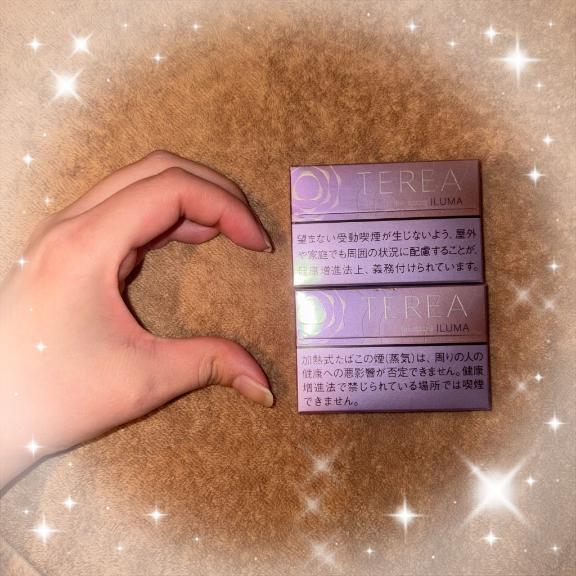 TEREA
ILUMA
望まない受動喫煙が生じないよう、屋外
や家庭でも周囲の状況に配慮することが、
健康増進法上、義務付けられています。
TEREA
ILUMA
加熱式たばこの煙(蒸気)は、周りの人の
健康への悪影響が否定できません。健康
増進法で禁じられている場所では喫煙
できません。